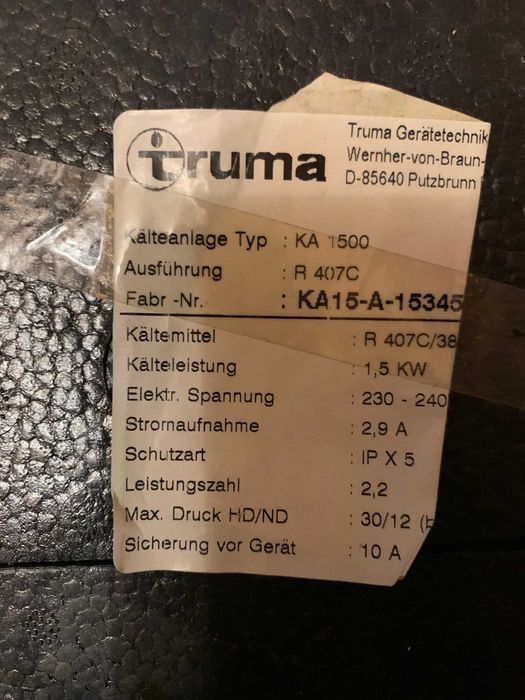 Truma
Truma Gerätetechnik
Wernher-von-Braun-
D-85640 Putzbrunn
Kälteanlage Typ : KA 1500
Ausführung : R 407C
Fabr -Nr. : KA15-A-15345
Kältemittel : R 407C/38
Kälteleistung : 1,5 KW
Elektr. Spannung : 230 - 240
Stromaufnahme : 2,9 A
Schutzart : IP X 5
Leistungszahl : 2,2
Max. Druck HD/ND : 30/12 (b
Sicherung vor Gerät : 10 A